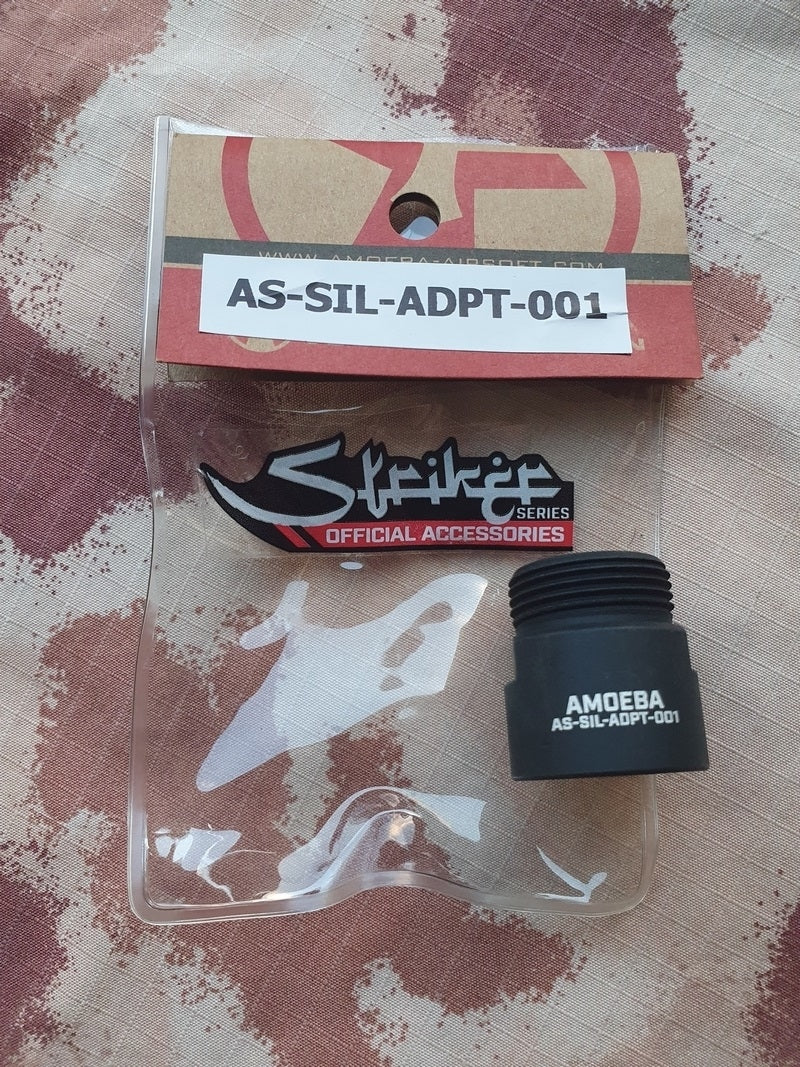 WWW.AMOEBA-AIRSOFT.COM
AS-SIL-ADPT-001
Striker
SERIES
OFFICIAL ACCESSORIES
AMOEBA
AS-SIL-ADPT-001